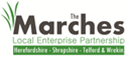 The
Marches
Local Enterprise Partnership
Herefordshire - Shropshire - Telford & Wrekin